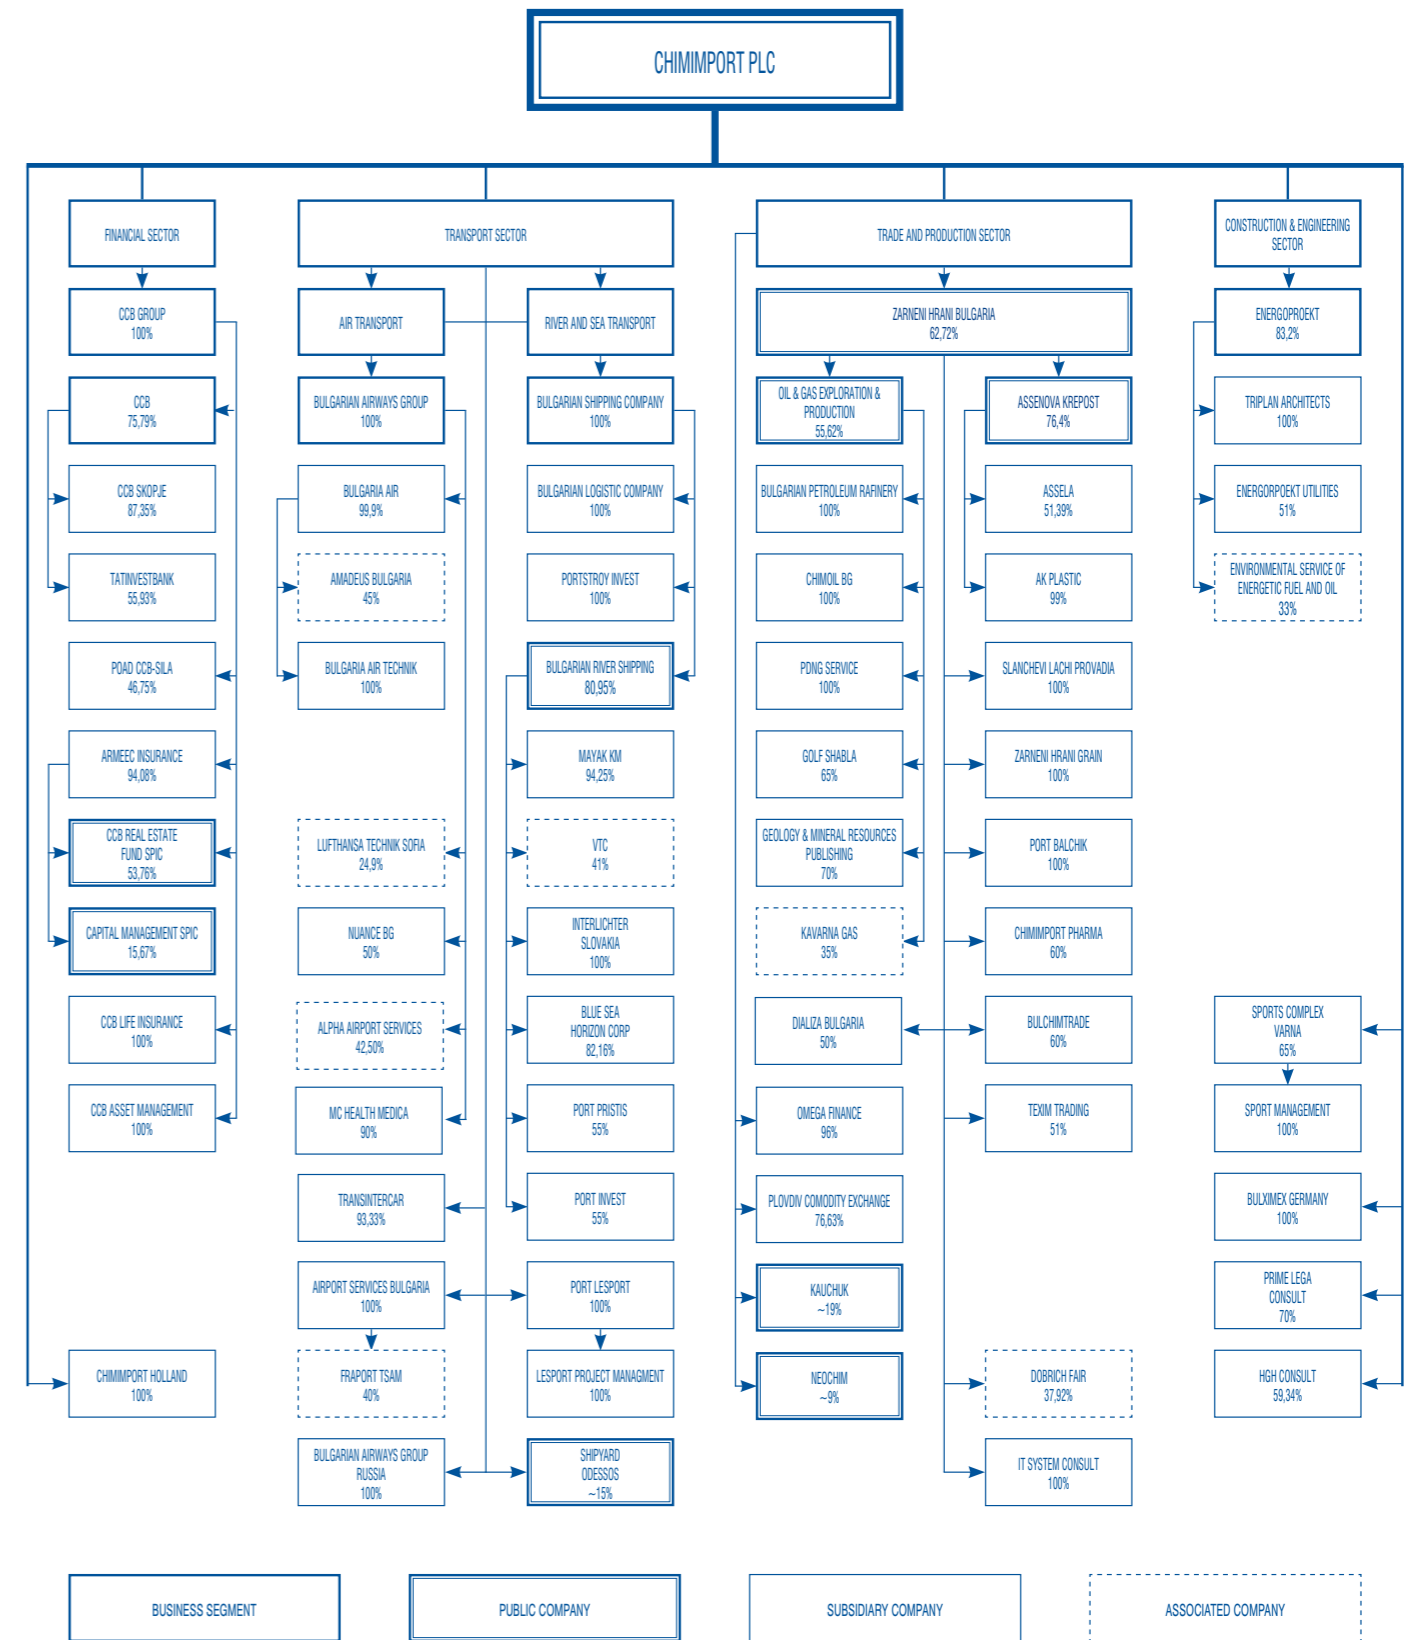 CHIMIMPORT PLC
FINANCIAL SECTOR
CCB GROUP
100%
CCB
75,79%
CCB SKOPJE
87,35%
TATINVESTBANK
55,93%
POAD CCB-SILA
46,75%
ARMEEC INSURANCE
94,08%
CCB REAL ESTATE
FUND SPIC
53,76%
CAPITAL MANAGEMENT SPIC
15,67%
CCB LIFE INSURANCE
100%
CCB ASSET MANAGEMENT
100%
CHIMIMPORT HOLLAND
100%
TRANSPORT SECTOR
AIR TRANSPORT
BULGARIAN AIRWAYS GROUP
100%
BULGARIA AIR
99,9%
AMADEUS BULGARIA
45%
BULGARIA AIR TECHNIK
100%
LUFTHANSA TECHNIK SOFIA
24,9%
NUANCE BG
50%
ALPHA AIRPORT SERVICES
42,50%
MC HEALTH MEDICA
90%
TRANSINTERCAR
93,33%
AIRPORT SERVICES BULGARIA
100%
FRAPORT TSAM
40%
BULGARIAN AIRWAYS GROUP
RUSSIA
100%
RIVER AND SEA TRANSPORT
BULGARIAN SHIPPING COMPANY
100%
BULGARIAN LOGISTIC COMPANY
100%
PORTSTROY INVEST
100%
BULGARIAN RIVER SHIPPING
80,95%
MAYAK KM
94,25%
VTC
41%
INTERLICHTER
SLOVAKIA
100%
BLUE SEA
HORIZON CORP
82,16%
PORT PRISTIS
55%
PORT INVEST
55%
PORT LESPORT
100%
LESPORT PROJECT MANAGMENT
100%
SHIPYARD
ODESSOS
~15%
TRADE AND PRODUCTION SECTOR
ZARNENI HRANI BULGARIA
62,72%
OIL & GAS EXPLORATION &
PRODUCTION
55,62%
BULGARIAN PETROLEUM RAFINERY
100%
CHIMOIL BG
100%
PDNG SERVICE
100%
GOLF SHABLA
65%
GEOLOGY & MINERAL RESOURCES
PUBLISHING
70%
KAVARNA GAS
35%
DIALIZA BULGARIA
50%
OMEGA FINANCE
96%
PLOVDIV COMODITY EXCHANGE
76,63%
KAUCHUK
~19%
NEOCHIM
~9%
ASSENOVA KREPOST
76,4%
ASSELA
51,39%
AK PLASTIC
99%
SLANCHEVI LACHI PROVADIA
100%
ZARNENI HRANI GRAIN
100%
PORT BALCHIK
100%
CHIMIMPORT PHARMA
60%
BULCHIMTRADE
60%
TEXIM TRADING
51%
DOBRICH FAIR
37,92%
IT SYSTEM CONSULT
100%
CONSTRUCTION & ENGINEERING
SECTOR
ENERGOPROEKT
83,2%
TRIPLAN ARCHITECTS
100%
ENERGORPOEKT UTILITIES
51%
ENVIRONMENTAL SERVICE OF
ENERGETIC FUEL AND OIL
33%
SPORTS COMPLEX
VARNA
65%
SPORT MANAGEMENT
100%
BULXIMEX GERMANY
100%
PRIME LEGA
CONSULT
70%
HGH CONSULT
59,34%
BUSINESS SEGMENT
PUBLIC COMPANY
SUBSIDIARY COMPANY
ASSOCIATED COMPANY